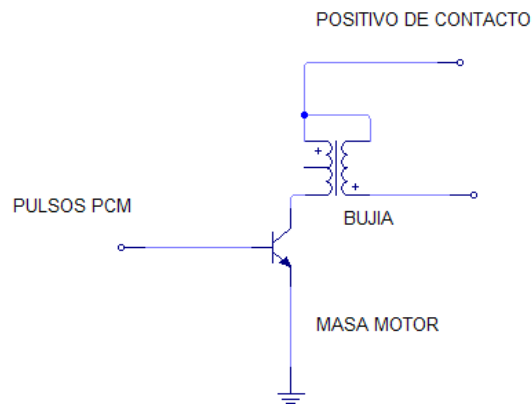 POSITIVO DE CONTACTO
PULSOS PCM
BUJIA
MASA MOTOR